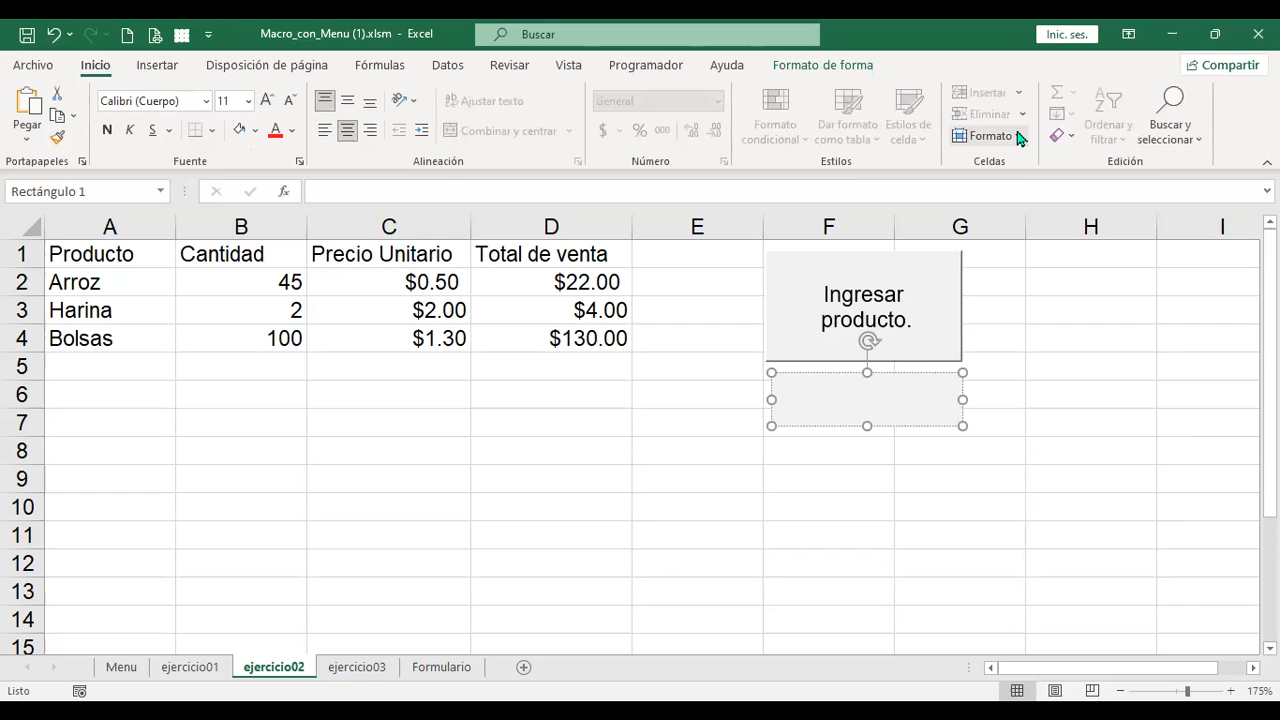 Macro_con_Menu (1).xlsm - Excel
Buscar
Inic. ses.
Archivo
Inicio
Insertar
Disposición de página
Fórmulas
Datos
Revisar
Vista
Programador
Ayuda
Formato de forma
Compartir
Pegar
Calibri (Cuerpo)
11
N K S
Ajustar texto
Combinar y centrar
General
$ % 000
Formato condicional
Dar formato como tabla
Estilos de celda
Insertar
Eliminar
Formato
Ordenar y filtrar
Buscar y seleccionar
Portapapeles
Fuente
Alineación
Número
Estilos
Celdas
Edición
Rectángulo 1
fx
A B C D E F G H I
1 Producto Cantidad Precio Unitario Total de venta
2 Arroz 45 $0.50 $22.00
3 Harina 2 $2.00 $4.00
4 Bolsas 100 $1.30 $130.00
5
6
7
8
9
10
11
12
13
14
15
Ingresar
producto.
Menu
ejercicio01
ejercicio02
ejercicio03
Formulario
Listo
175%